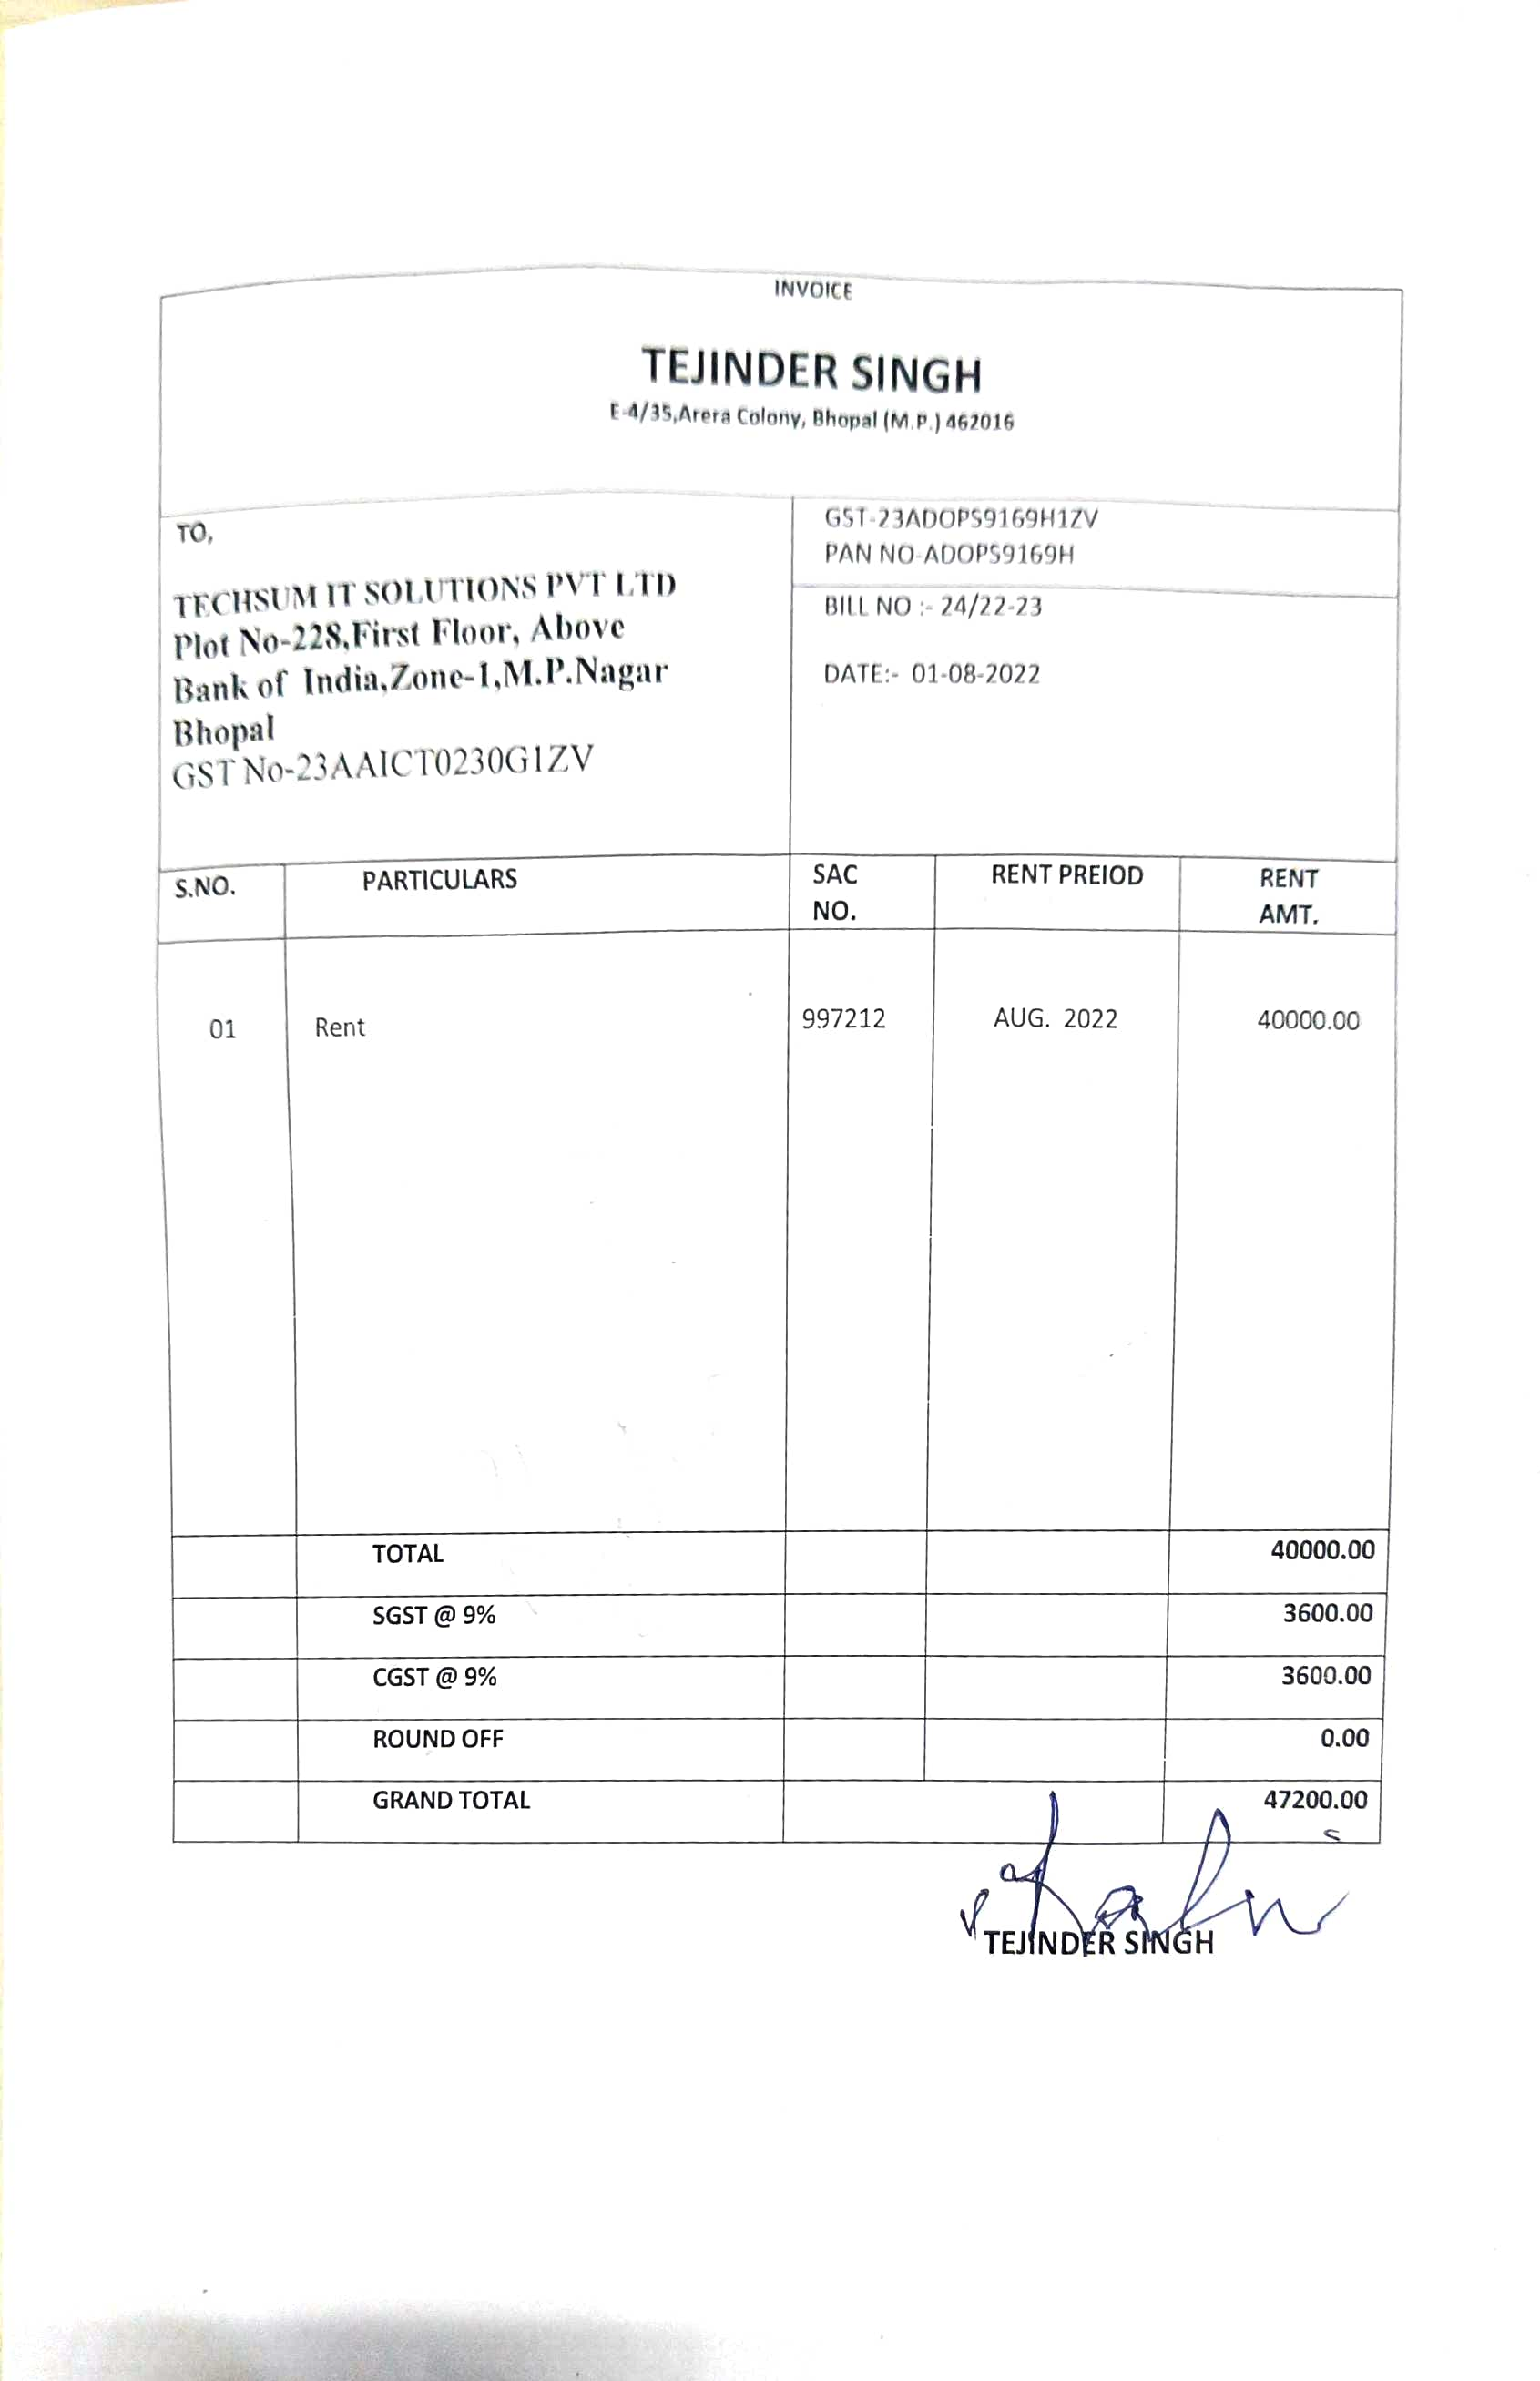 INVOICE
TEJINDER SINGH
E-4/35,Arera Colony, Bhopal (M.P.) 462016
TO,
TECHSUM IT SOLUTIONS PVT LTD
Plot No-228,First Floor, Above
Bank of India,Zone-1,M.P.Nagar
Bhopal
GST No-23AAICT0230G1ZV
GST-23ADOPS9169H1ZV
PAN NO-ADOPS9169H
BILL NO :- 24/22-23
DATE:- 01-08-2022
S.NO. PARTICULARS SAC NO. RENT PREIOD RENT AMT.
01 Rent 997212 AUG. 2022 40000.00
TOTAL 40000.00
SGST @ 9% 3600.00
CGST @ 9% 3600.00
ROUND OFF 0.00
GRAND TOTAL 47200.00
TEJINDER SINGH